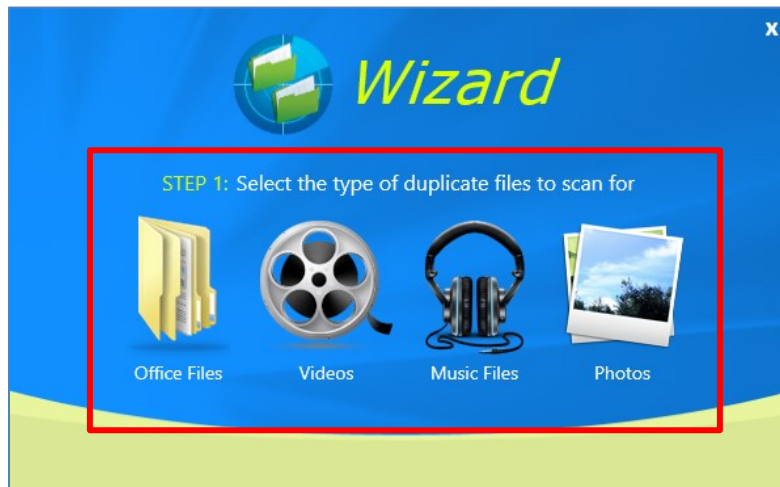 X
Wizard
STEP 1: Select the type of duplicate files to scan for
Office Files Videos Music Files Photos